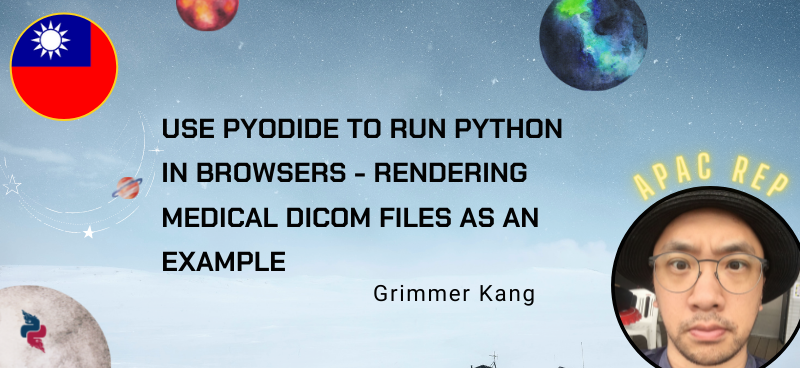 USE PYODIDE TO RUN PYTHON
IN BROWSERS - RENDERING
MEDICAL DICOM FILES AS AN
EXAMPLE
Grimmer Kang
APAC REP